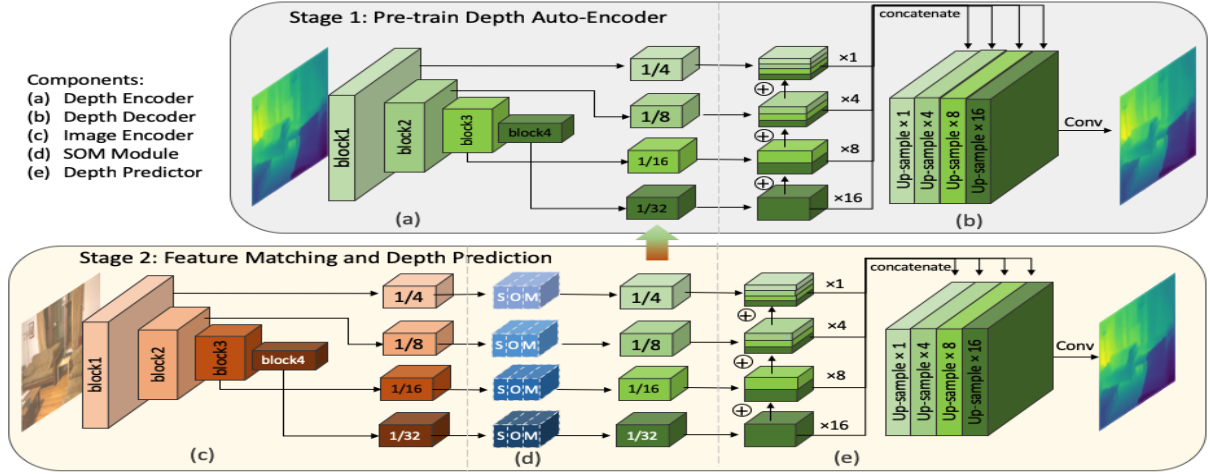 Stage 1: Pre-train Depth Auto-Encoder
Components:
(a) Depth Encoder
(b) Depth Decoder
(c) Image Encoder
(d) SOM Module
(e) Depth Predictor
block1
block2
block3
block4
1/4
1/8
1/16
1/32
×1
×4
×8
×16
concatenate
Up-sample × 1
Up-sample × 4
Up-sample × 8
Up-sample × 16
Conv
(a)
(b)
Stage 2: Feature Matching and Depth Prediction
block1
block2
block3
block4
1/4
1/8
1/16
1/32
SOM
SOM
SOM
SOM
1/4
1/8
1/16
1/32
×1
×4
×8
×16
concatenate
Up-sample × 1
Up-sample × 4
Up-sample × 8
Up-sample × 16
Conv
(c)
(d)
(e)